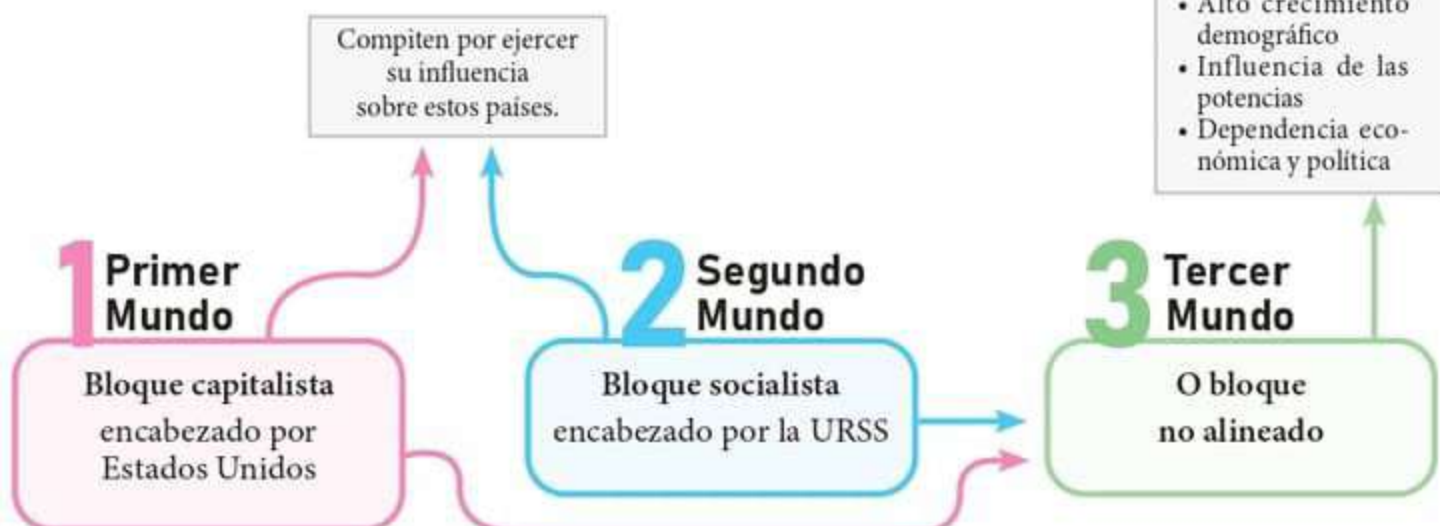 Compiten por ejercer
su influencia
sobre estos países.
• Alto crecimiento
demográfico
• Influencia de las
potencias
• Dependencia eco-
nómica y política
1 Primer
Mundo
Bloque capitalista
encabezado por
Estados Unidos
2 Segundo
Mundo
Bloque socialista
encabezado por la URSS
3 Tercer
Mundo
O bloque
no alineado